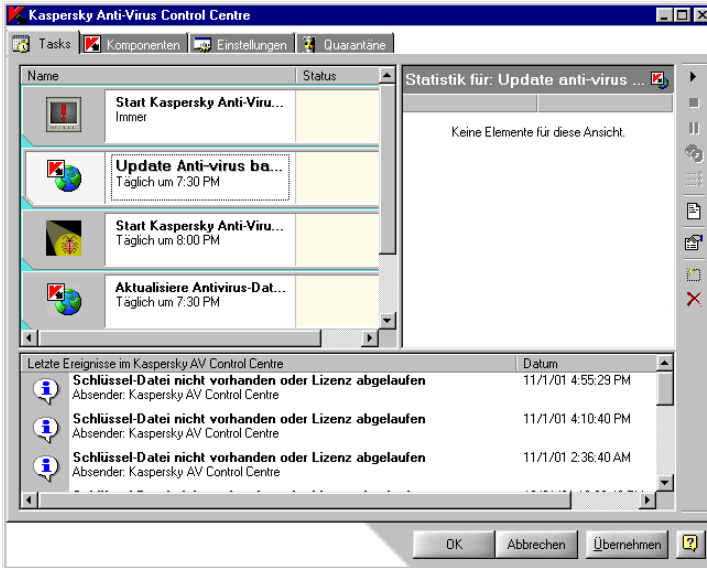 Kaspersky Anti-Virus Control Centre
Tasks Komponenten Einstellungen Quarantäne
Name Status
Start Kaspersky Anti-Viru...
Immer
Update Anti-virus ba...
Täglich um 7:30 PM
Start Kaspersky Anti-Viru...
Täglich um 8:00 PM
Aktualisiere Antivirus-Dat...
Täglich um 7:30 PM
Statistik für: Update anti-virus ...
Keine Elemente für diese Ansicht.
Letzte Ereignisse im Kaspersky AV Control Centre Datum
Schlüssel-Datei nicht vorhanden oder Lizenz abgelaufen 11/1/01 4:55:29 PM
Absender: Kaspersky AV Control Centre
Schlüssel-Datei nicht vorhanden oder Lizenz abgelaufen 11/1/01 4:10:40 PM
Absender: Kaspersky AV Control Centre
Schlüssel-Datei nicht vorhanden oder Lizenz abgelaufen 11/1/01 2:36:40 AM
Absender: Kaspersky AV Control Centre
OK Abbrechen Übernehmen